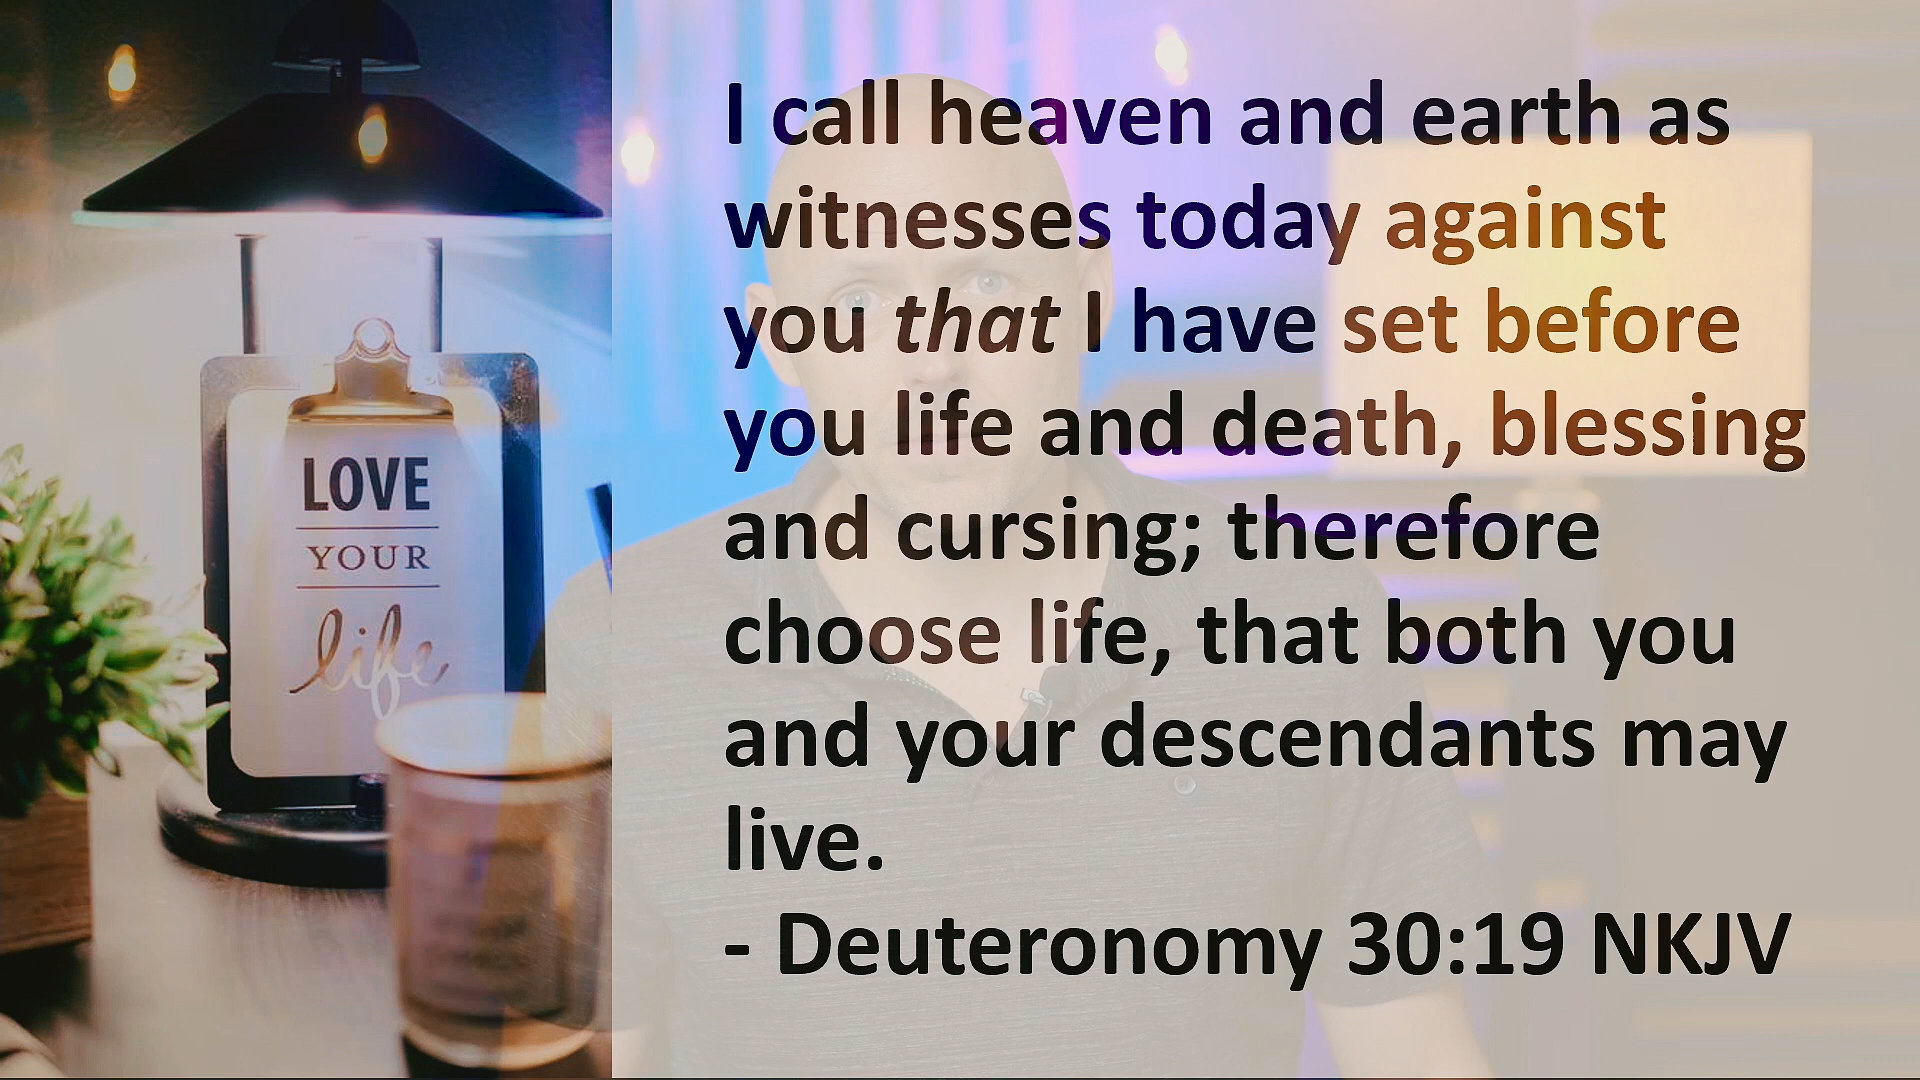 LOVE
YOUR
life
I call heaven and earth as
witnesses today against
you that I have set before
you life and death, blessing
and cursing; therefore
choose life, that both you
and your descendants may
live.
- Deuteronomy 30:19 NKJV